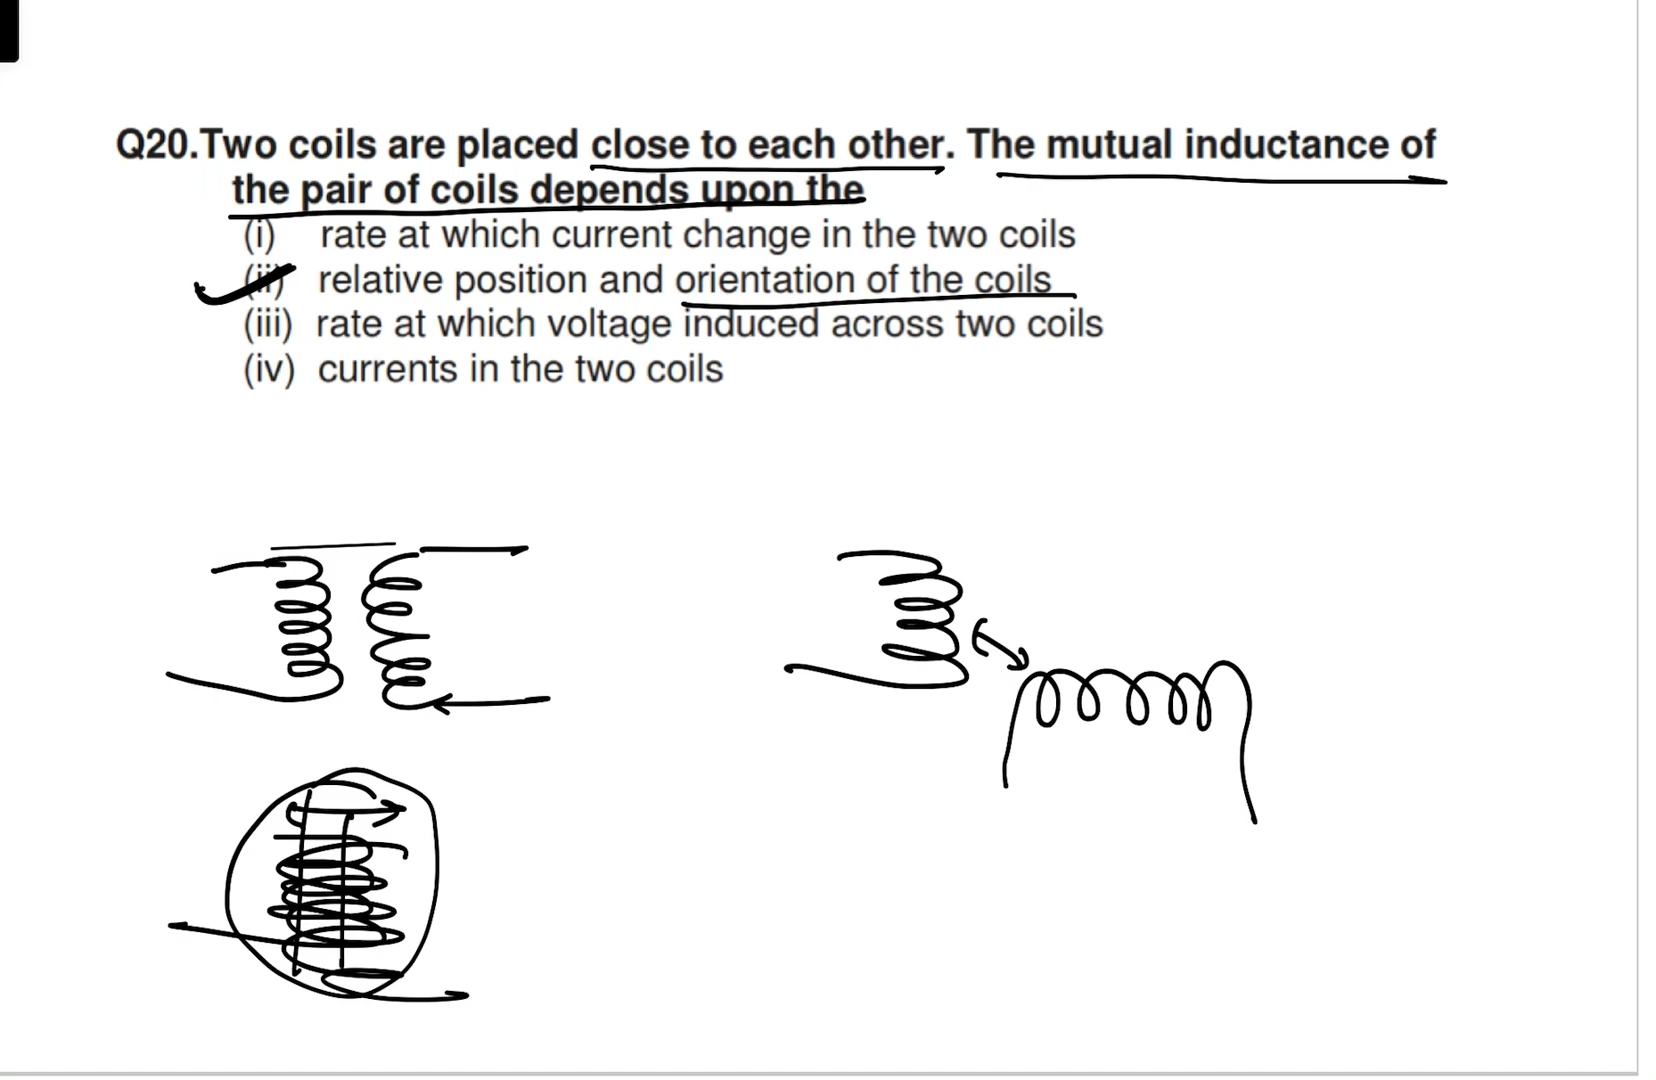 Q20.Two coils are placed close to each other. The mutual inductance of
the pair of coils depends upon the
(i) rate at which current change in the two coils
(ii) relative position and orientation of the coils
(iii) rate at which voltage induced across two coils
(iv) currents in the two coils